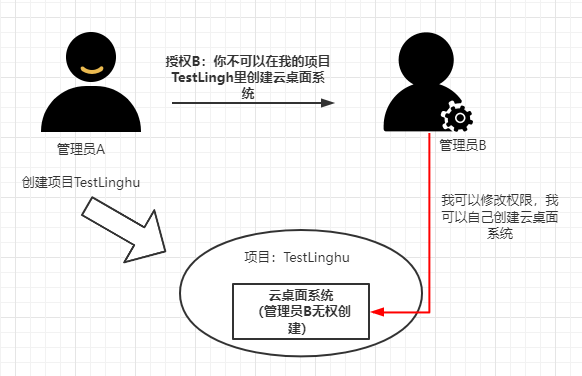 授权B：你不可以在我的项目
TestLingh里创建云桌面系
统
管理员A
管理员B
创建项目TestLinghu
我可以修改权限，我
可以自己创建云桌面
系统
项目：TestLinghu
云桌面系统
（管理员B无权创
建）